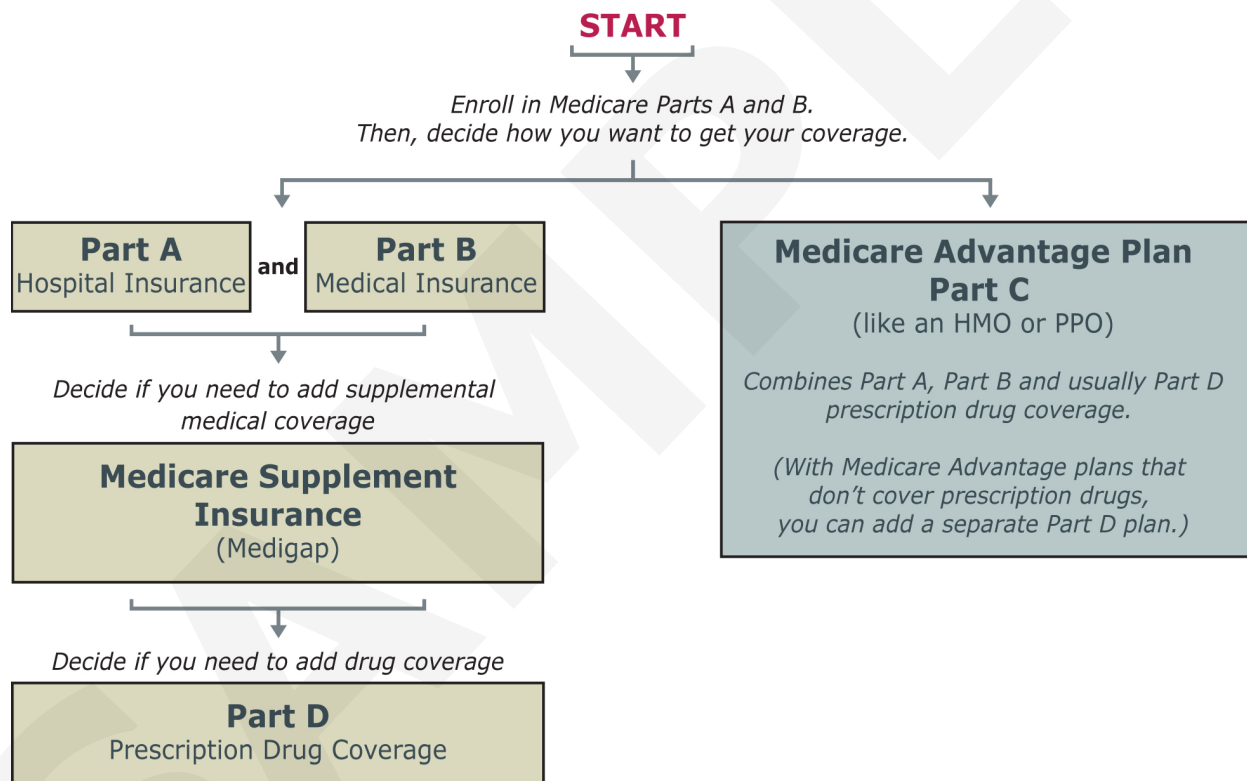 START
Enroll in Medicare Parts A and B.
Then, decide how you want to get your coverage.
Part A
Hospital Insurance
and
Part B
Medical Insurance
Decide if you need to add supplemental
medical coverage
Medicare Supplement
Insurance
(Medigap)
Decide if you need to add drug coverage
Part D
Prescription Drug Coverage
Medicare Advantage Plan
Part C
(like an HMO or PPO)
Combines Part A, Part B and usually Part D
prescription drug coverage.
(With Medicare Advantage plans that
don’t cover prescription drugs,
you can add a separate Part D plan.)
SAMPLE